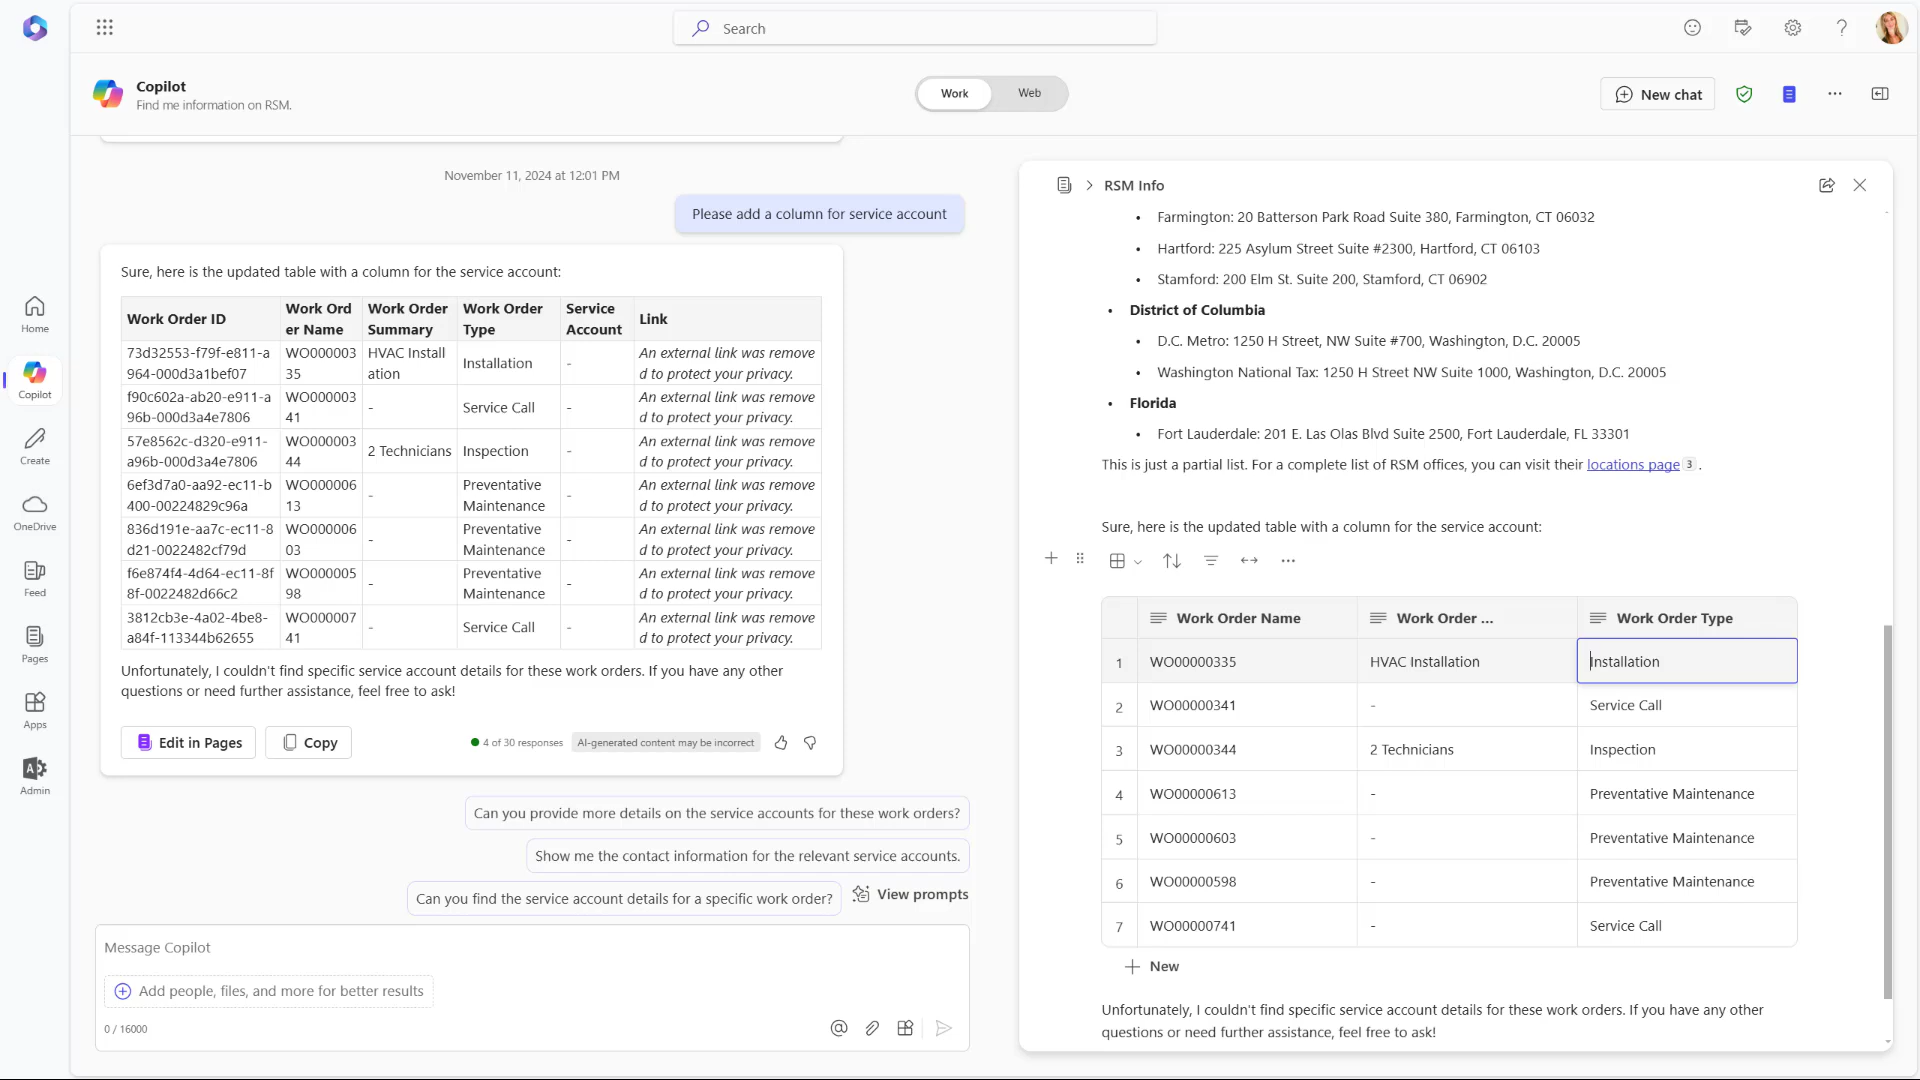 Search
Copilot
Find me information on RSM.
Work
Web
New chat
Home
Copilot
Create
OneDrive
Feed
Pages
Apps
Admin
November 11, 2024 at 12:01 PM
Please add a column for service account
Sure, here is the updated table with a column for the service account:
Work Order ID
Work Ord
er Name
Work Order
Summary
Work Order
Type
Service
Account
Link
73d32553-f79f-e811-a
964-000d3a1bef07
WO000003
35
HVAC Install
ation
Installation
-
An external link was remove
d to protect your privacy.
f90c602a-ab20-e911-a
96b-000d3a4e7806
WO000003
41
-
Service Call
-
An external link was remove
d to protect your privacy.
57e8562c-d320-e911-
a96b-000d3a4e7806
WO000003
44
2 Technicians
Inspection
-
An external link was remove
d to protect your privacy.
6ef3d7a0-aa92-ec11-b
400-00224829c96a
WO000006
13
-
Preventative
Maintenance
-
An external link was remove
d to protect your privacy.
836d191e-aa7c-ec11-8
d21-0022482cf79d
WO000006
03
-
Preventative
Maintenance
-
An external link was remove
d to protect your privacy.
f6e874f4-4d64-ec11-8f
8f-0022482d66c2
WO000005
98
-
Preventative
Maintenance
-
An external link was remove
d to protect your privacy.
3812cb3e-4a02-4be8-
a84f-113344b62655
WO000007
41
-
Service Call
-
An external link was remove
d to protect your privacy.
Unfortunately, I couldn't find specific service account details for these work orders. If you have any other
questions or need further assistance, feel free to ask!
Edit in Pages
Copy
4 of 30 responses
AI-generated content may be incorrect
Can you provide more details on the service accounts for these work orders?
Show me the contact information for the relevant service accounts.
Can you find the service account details for a specific work order?
View prompts
Message Copilot
Add people, files, and more for better results
0 / 16000
RSM Info
• Farmington: 20 Batterson Park Road Suite 380, Farmington, CT 06032
• Hartford: 225 Asylum Street Suite #2300, Hartford, CT 06103
• Stamford: 200 Elm St. Suite 200, Stamford, CT 06902
• District of Columbia
• D.C. Metro: 1250 H Street, NW Suite #700, Washington, D.C. 20005
• Washington National Tax: 1250 H Street NW Suite 1000, Washington, D.C. 20005
• Florida
• Fort Lauderdale: 201 E. Las Olas Blvd Suite 2500, Fort Lauderdale, FL 33301
This is just a partial list. For a complete list of RSM offices, you can visit their locations page 3 .
Sure, here is the updated table with a column for the service account:
Work Order Name
Work Order ...
Work Order Type
1 WO00000335 HVAC Installation Installation
2 WO00000341 - Service Call
3 WO00000344 2 Technicians Inspection
4 WO00000613 - Preventative Maintenance
5 WO00000603 - Preventative Maintenance
6 WO00000598 - Preventative Maintenance
7 WO00000741 - Service Call
New
Unfortunately, I couldn't find specific service account details for these work orders. If you have any other
questions or need further assistance, feel free to ask!